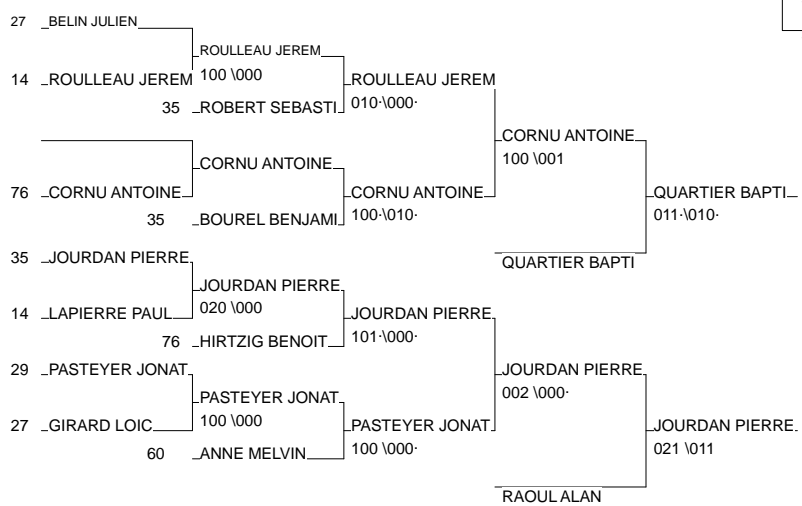 27 BELIN JULIEN
ROULLEAU JEREM
14 ROULLEAU JEREM 100 \000 ROULLEAU JEREM
35 ROBERT SEBASTI 010·\000·
CORNU ANTOINE
100 \001
CORNU ANTOINE
76 CORNU ANTOINE CORNU ANTOINE QUARTIER BAPTI
35 BOUREL BENJAMI 100·\010· 011·\010·
35 JOURDAN PIERRE QUARTIER BAPTI
JOURDAN PIERRE
020 \000
14 LAPIERRE PAUL JOURDAN PIERRE
76 HIRTZIG BENOIT 101·\000·
29 PASTEYER JONAT JOURDAN PIERRE
002 \000·
PASTEYER JONAT
100 \000
27 GIRARD LOIC PASTEYER JONAT JOURDAN PIERRE
60 ANNE MELVIN 100 \000· 021 \011
RAOUL ALAN